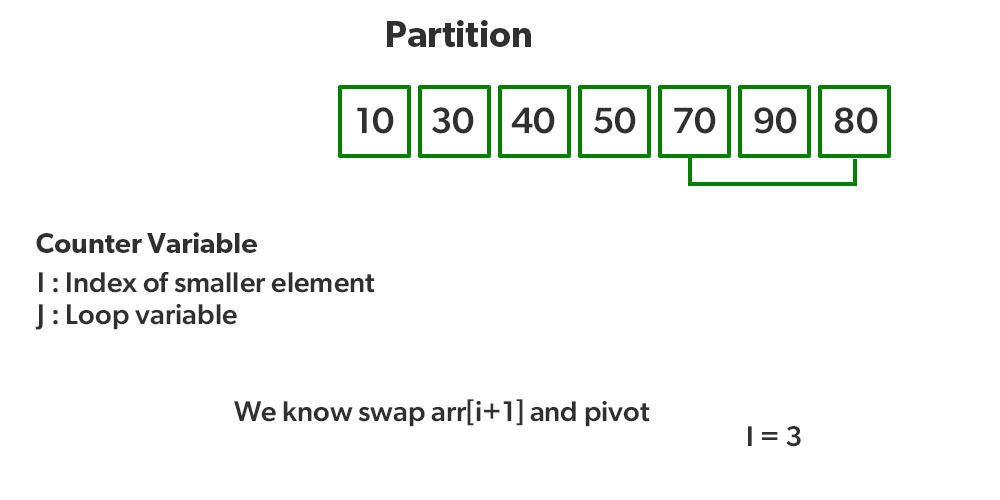 Partition
10 30 40 50 70 90 80
Counter Variable
I : Index of smaller element
J : Loop variable
We know swap arr[i+1] and pivot
I = 3